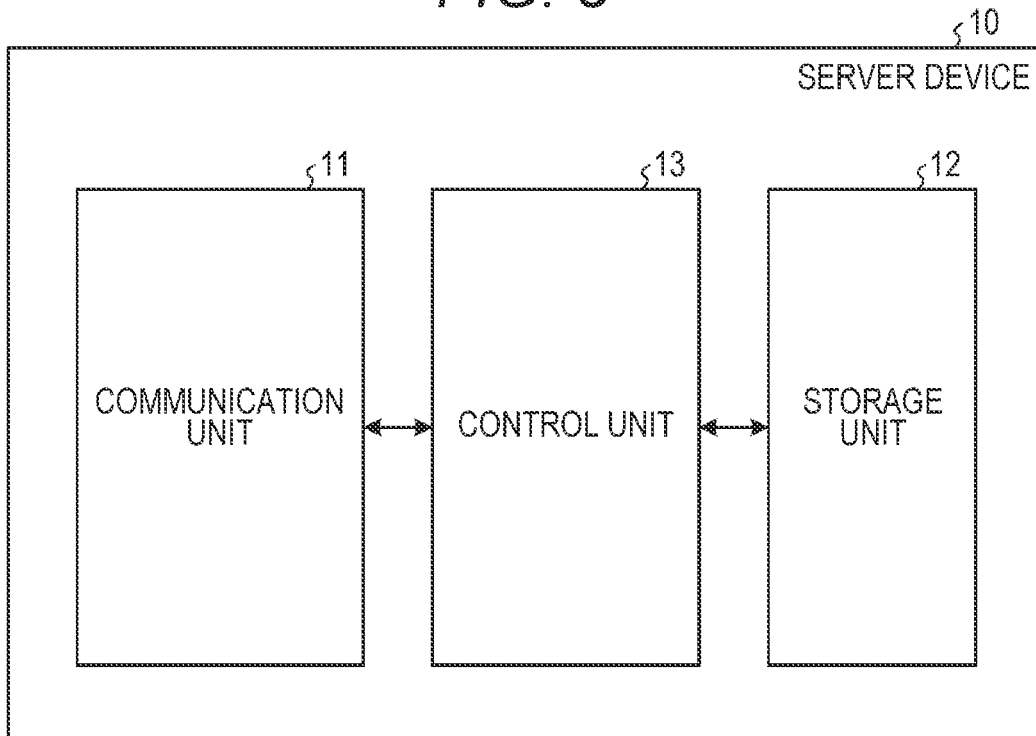 10
SERVER DEVICE
11
13
12
COMMUNICATION
UNIT
CONTROL UNIT
STORAGE
UNIT